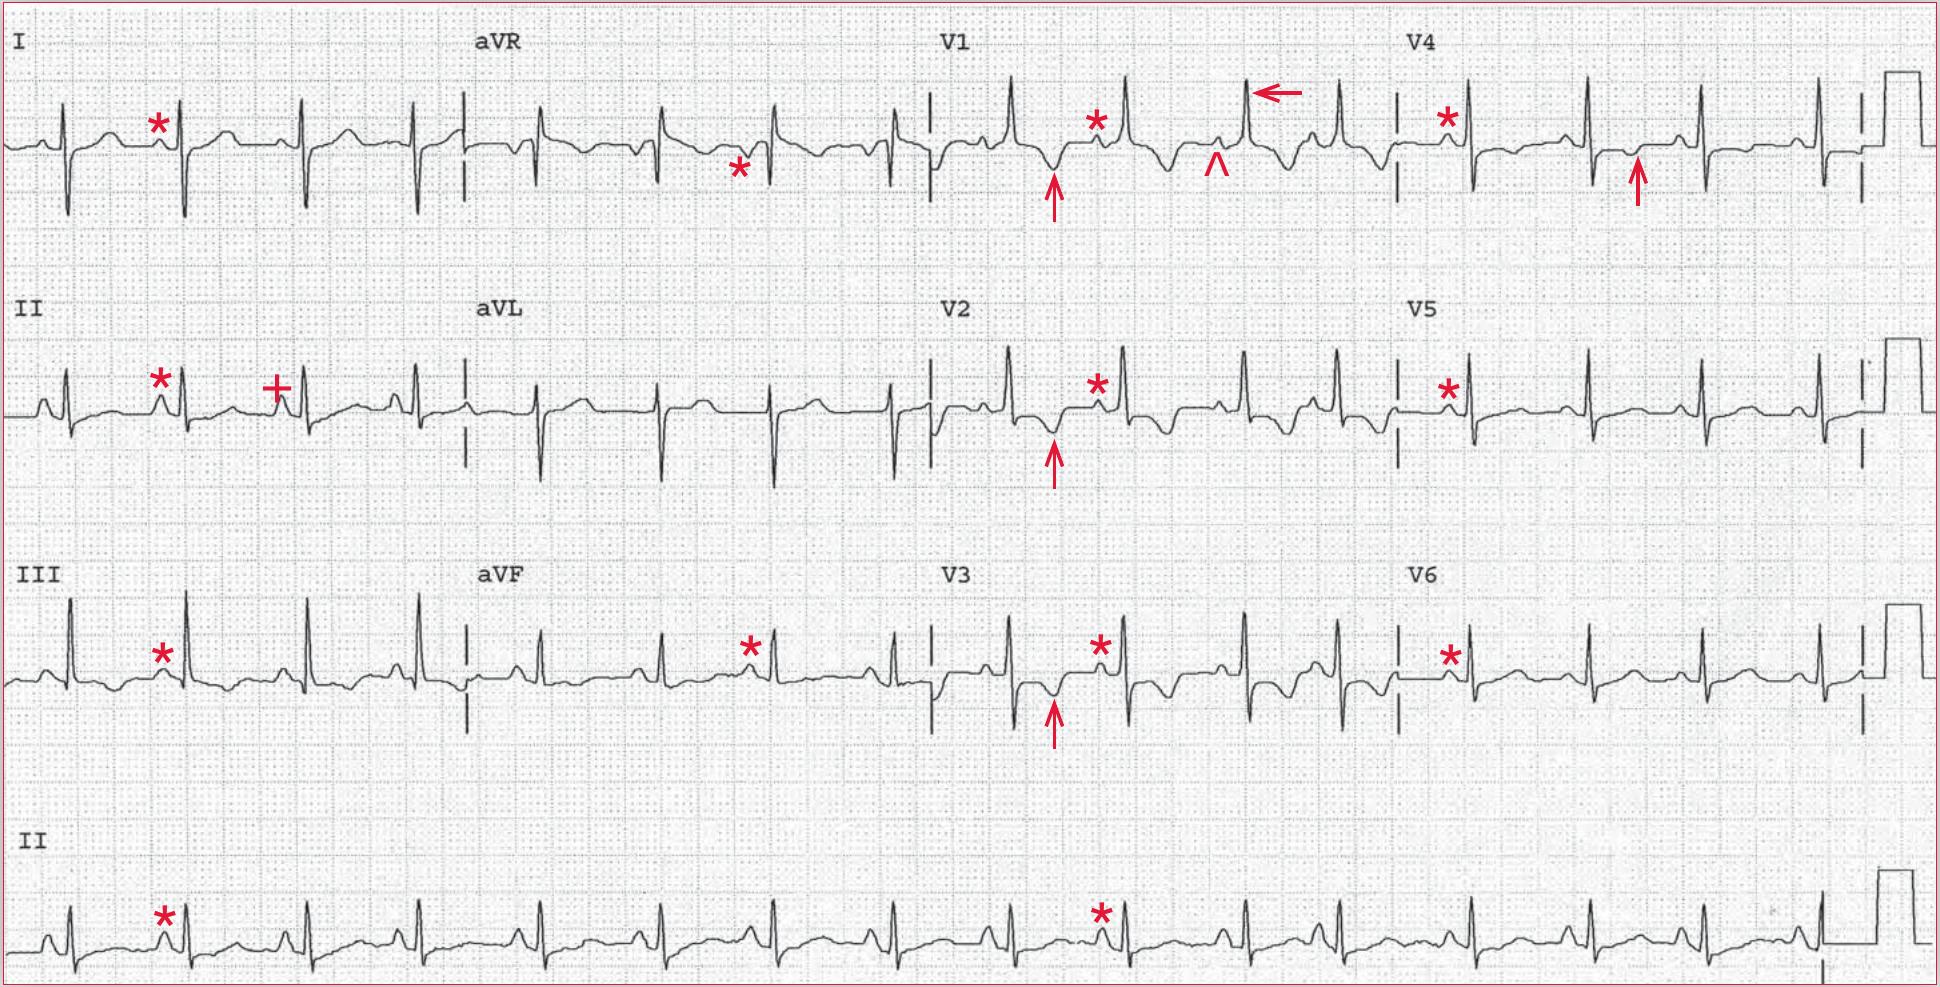 I aVR V1 V4
* * * ^ ← ↑ * ↑
II aVL V2 V5
* + * ↑ *
III aVF V3 V6
* * * ↑ *
II
* *